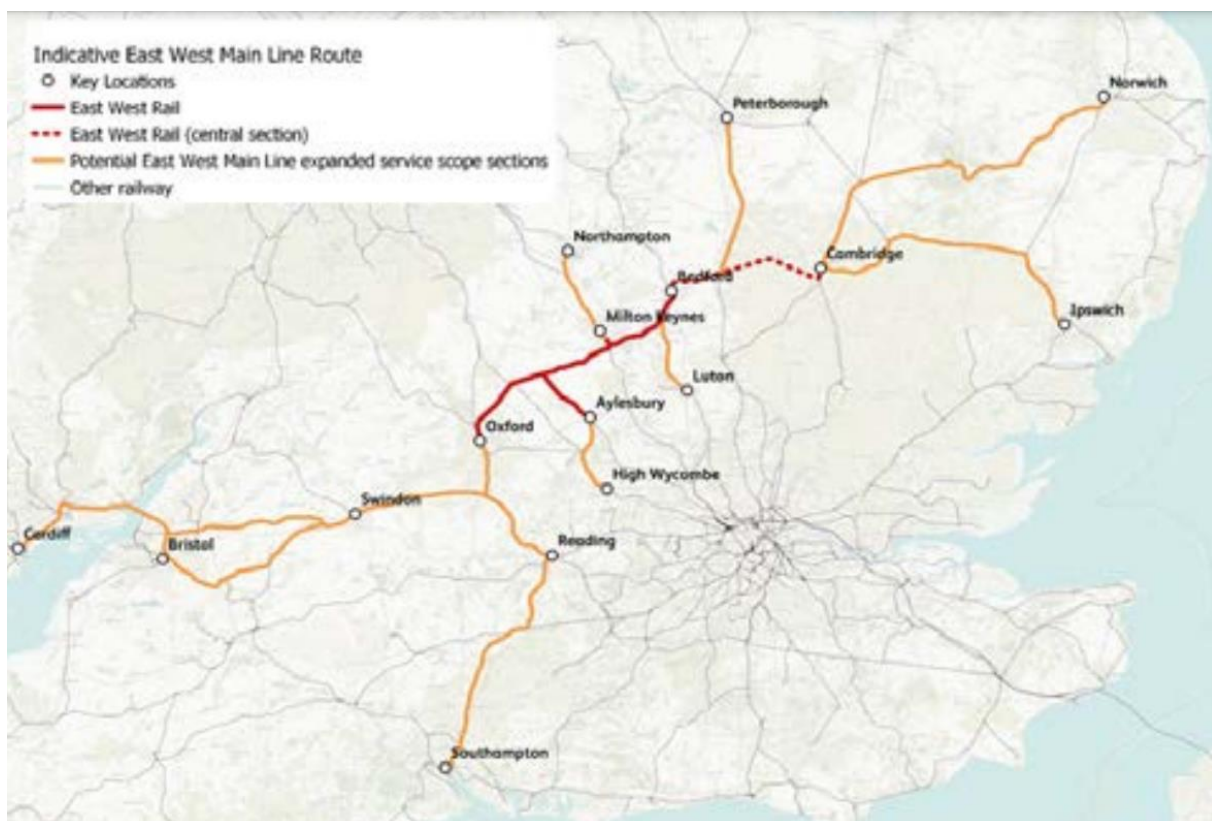 Indicative East West Main Line Route
Key Locations
East West Rail
East West Rail (central section)
Potential East West Main Line expanded service scope sections
Other railway
Norwich
Peterborough
Northampton
Cambridge
Bedford
Milton Keynes
Ipswich
Luton
Aylesbury
Oxford
High Wycombe
Swindon
Cardiff
Bristol
Reading
Southampton